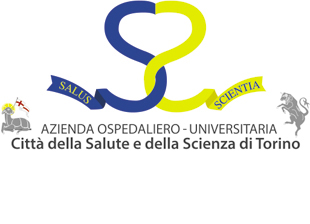 SALUS
SCIENTIA
AZIENDA OSPEDALIERO - UNIVERSITARIA
Città della Salute e della Scienza di Torino